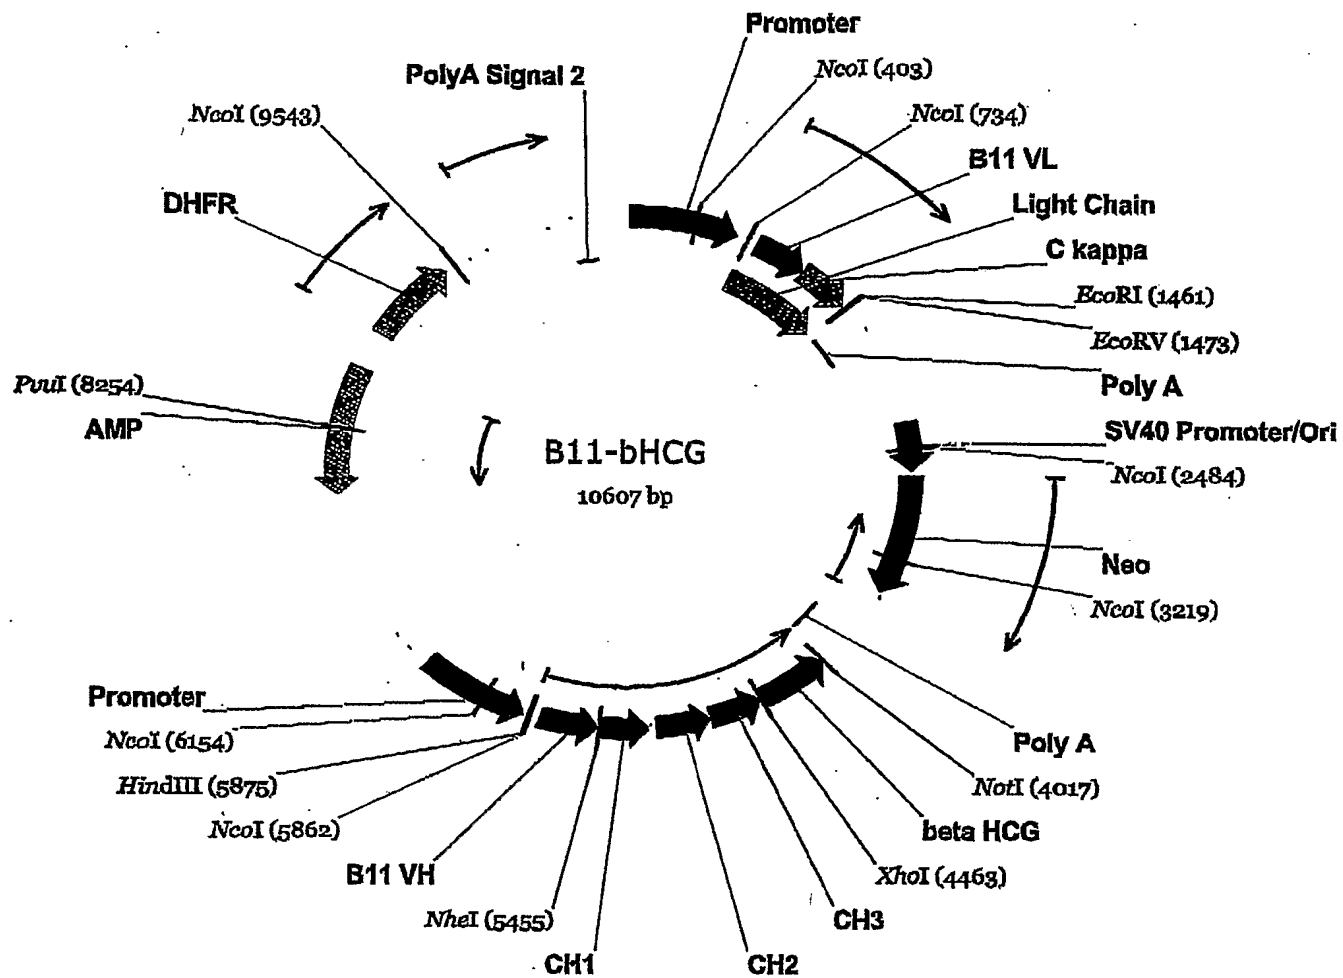 Promoter
PolyA Signal 2
NcoI (403)
NcoI (9543)
NcoI (734)
B11 VL
DHFR
Light Chain
C kappa
EcoRI (1461)
EcoRV (1473)
PvuI (8254)
Poly A
AMP
SV40 Promoter/Ori
B11-bHCG
NcoI (2484)
10607 bp
Neo
NcoI (3219)
Promoter
NcoI (6154)
Poly A
HindIII (5875)
NotI (4017)
NcoI (5862)
beta HCG
B11 VH
XhoI (4463)
NheI (5455)
CH3
CH1
CH2